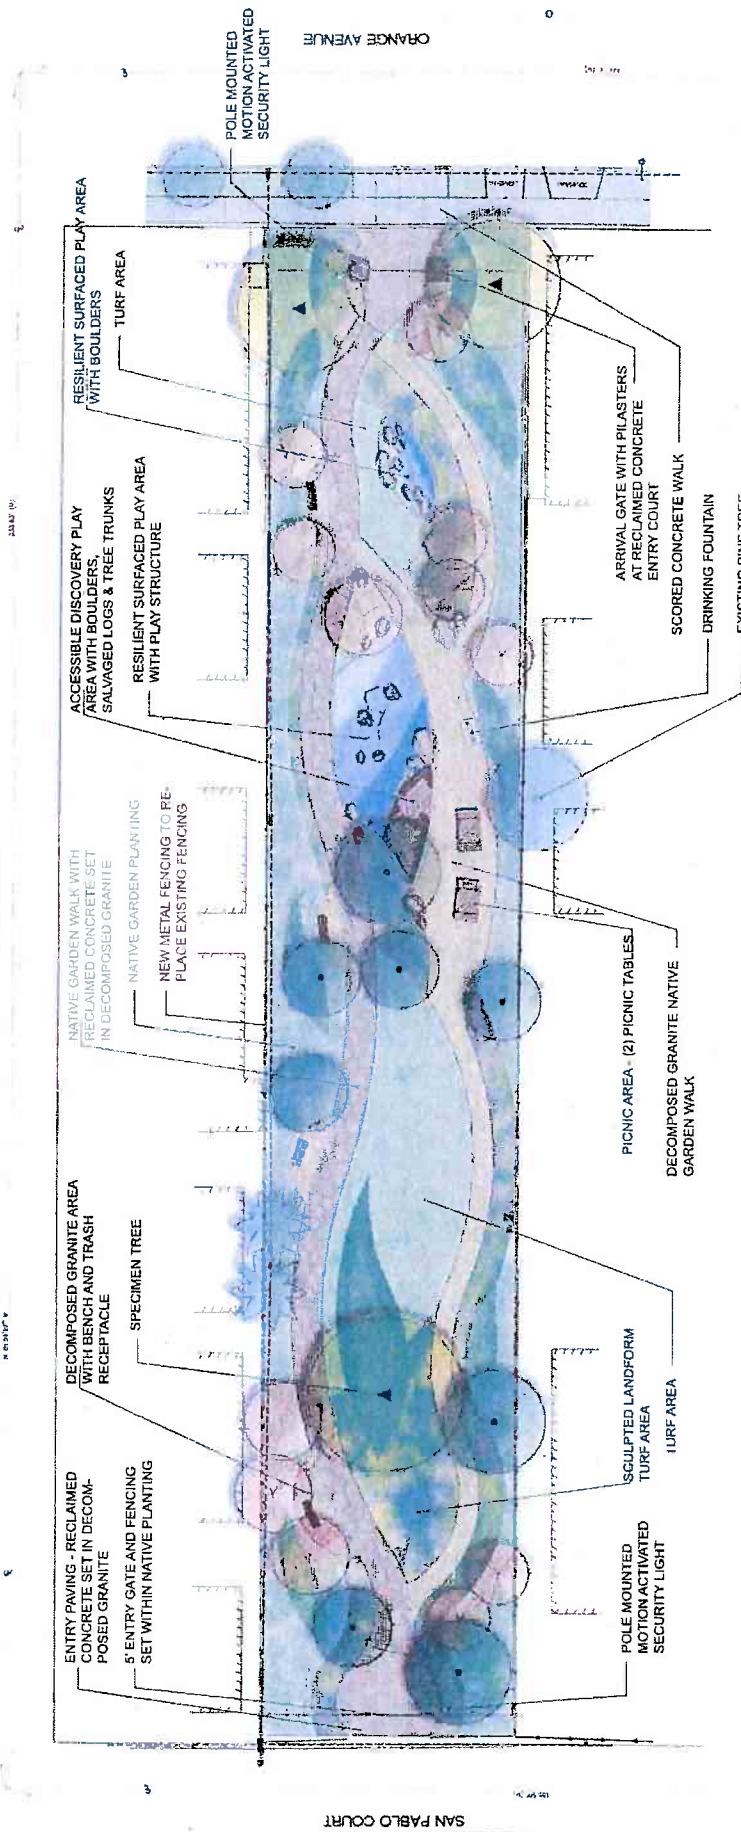 ORANGE AVENUE
POLE MOUNTED
MOTION ACTIVATED
SECURITY LIGHT
RESILIENT SURFACED PLAY AREA
WITH BOULDERS
TURF AREA
ACCESSIBLE DISCOVERY PLAY
AREA WITH BOULDERS,
SALVAGED LOGS & TREE TRUNKS
RESILIENT SURFACED PLAY AREA
WITH PLAY STRUCTURE
NATIVE GARDEN WALK WITH
RECLAIMED CONCRETE SET
IN DECOMPOSED GRANITE
NATIVE GARDEN PLANTING
NEW METAL FENCING TO RE-
PLACE EXISTING FENCING
DECOMPOSED GRANITE AREA
WITH BENCH AND TRASH
RECEPTACLE
SPECIMEN TREE
ENTRY PAVING - RECLAIMED
CONCRETE SET IN DECOM-
POSED GRANITE
5' ENTRY GATE AND FENCING
SET WITHIN NATIVE PLANTING
ARRIVAL GATE WITH PILASTERS
AT RECLAIMED CONCRETE
ENTRY COURT
SCORED CONCRETE WALK
DRINKING FOUNTAIN
EXISTING PINE TREE
PICNIC AREA - (2) PICNIC TABLES
DECOMPOSED GRANITE NATIVE
GARDEN WALK
SCULPTED LANDFORM
TURF AREA
TURF AREA
POLE MOUNTED
MOTION ACTIVATED
SECURITY LIGHT
SAN PABLO COURT